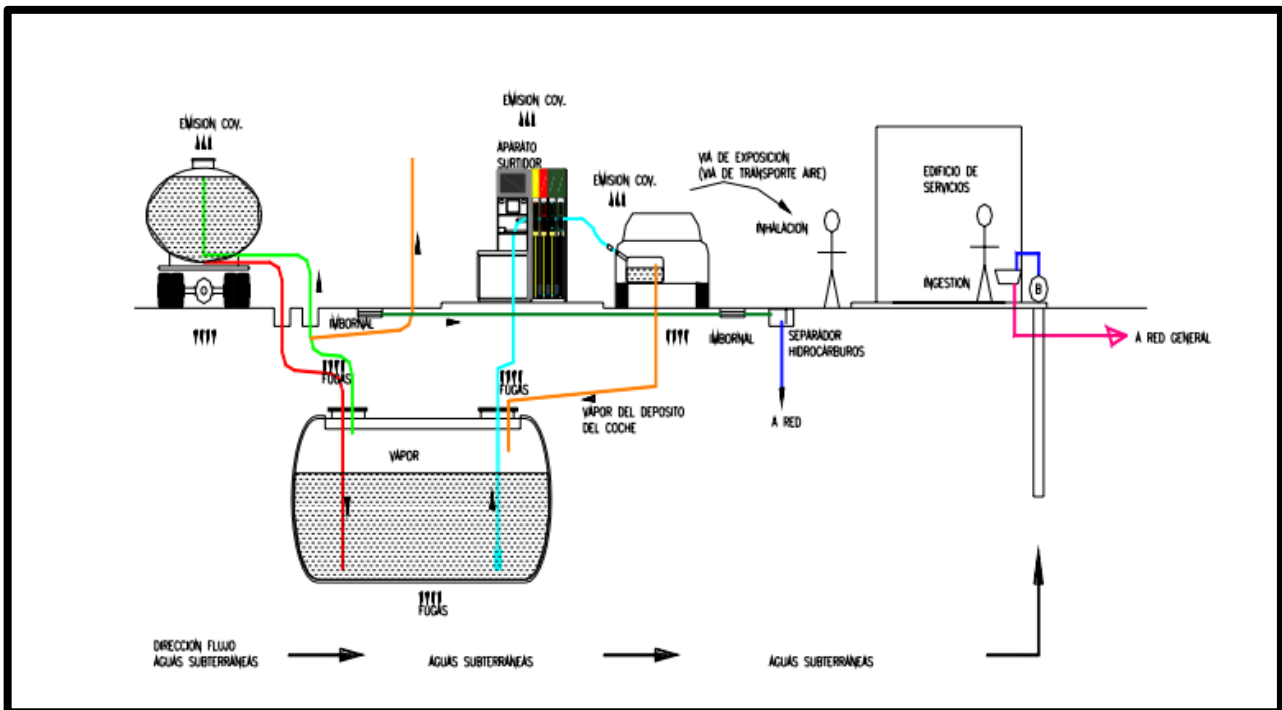 EMISION COV.
EMISION COV.
APARATO
SURTIDOR
EMISION COV.
VIA DE EXPOSICION
(VIA DE TRANSPORTE AIRE)
INHALACION
EDIFICIO DE
SERVICIOS
INGESTION
B
IMBORNAL
IMBORNAL
SEPARADOR
HIDROCARBUROS
A RED GENERAL
FUGAS
FUGAS
VAPOR DEL DEPOSITO
DEL COCHE
A RED
VAPOR
FUGAS
DIRECCION FLUJO
AGUAS SUBTERRANEAS
AGUAS SUBTERRANEAS
AGUAS SUBTERRANEAS